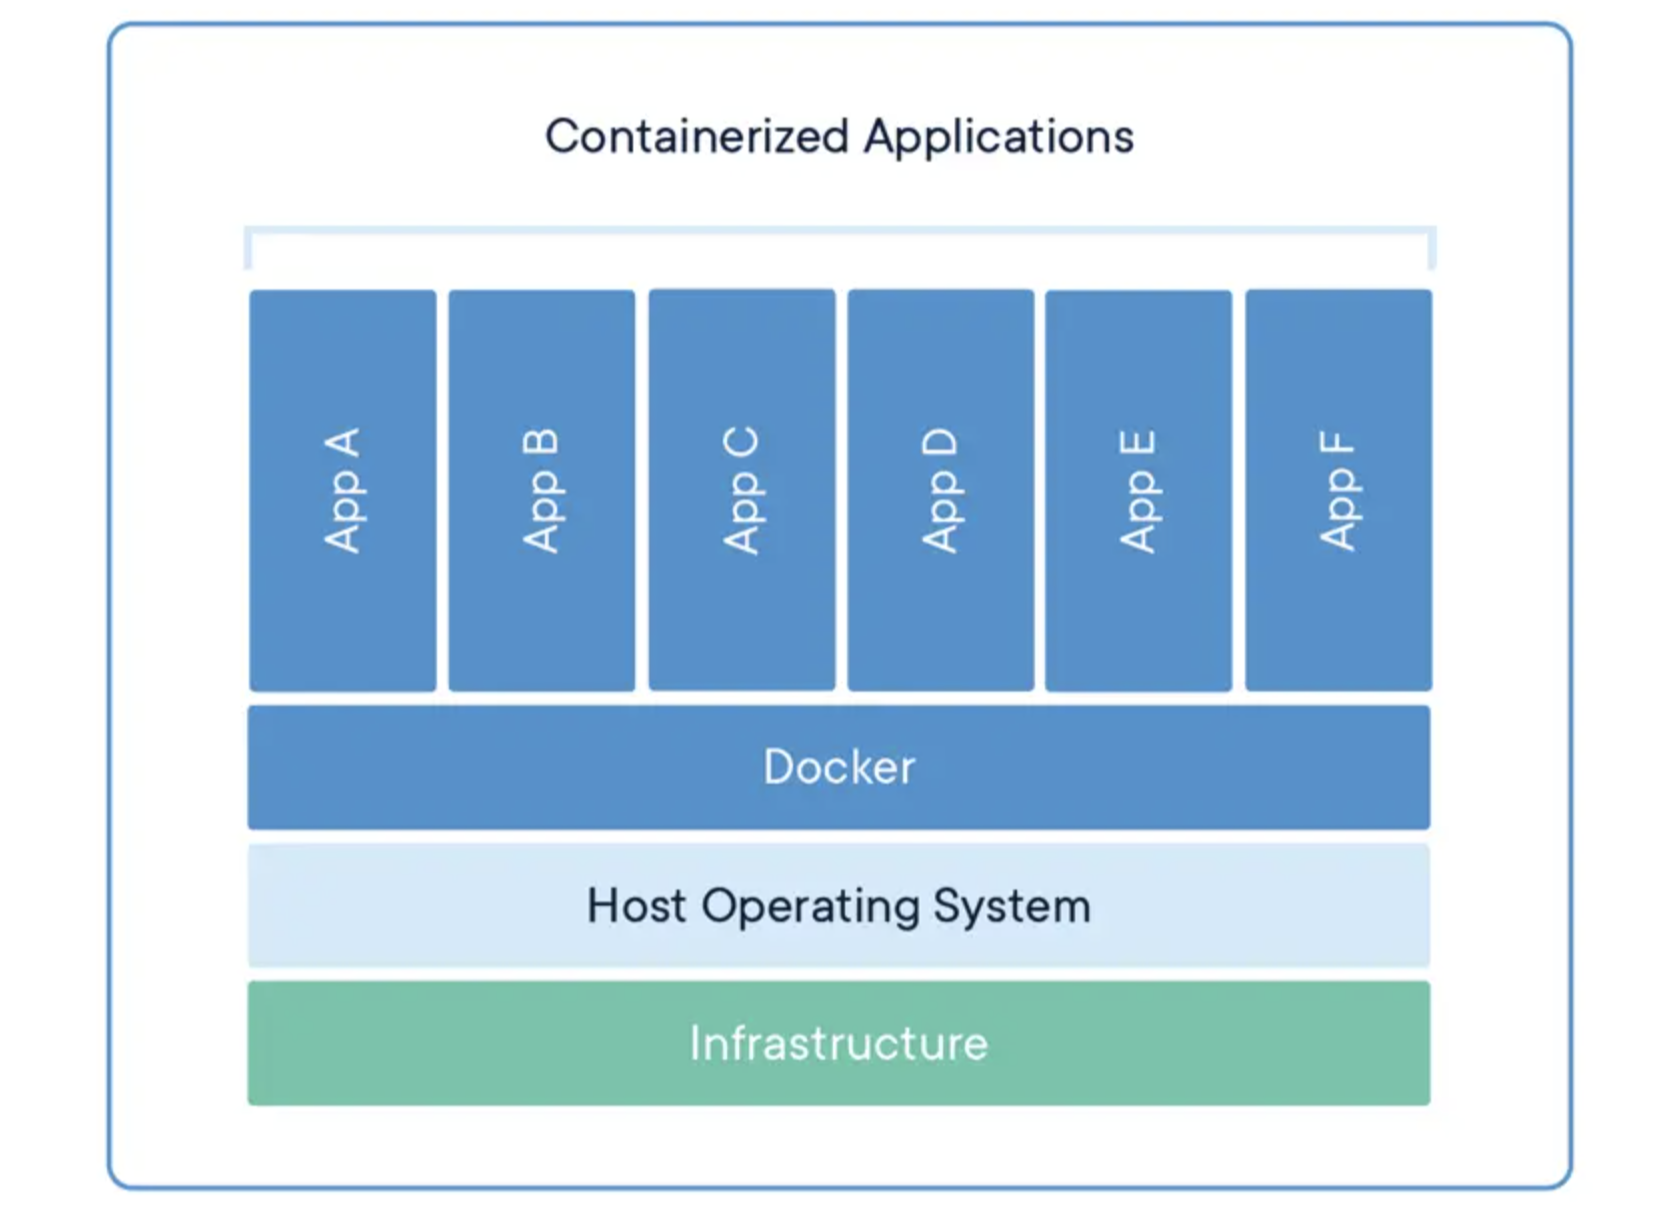 Containerized Applications
App A
App B
App C
App D
App E
App F
Docker
Host Operating System
Infrastructure